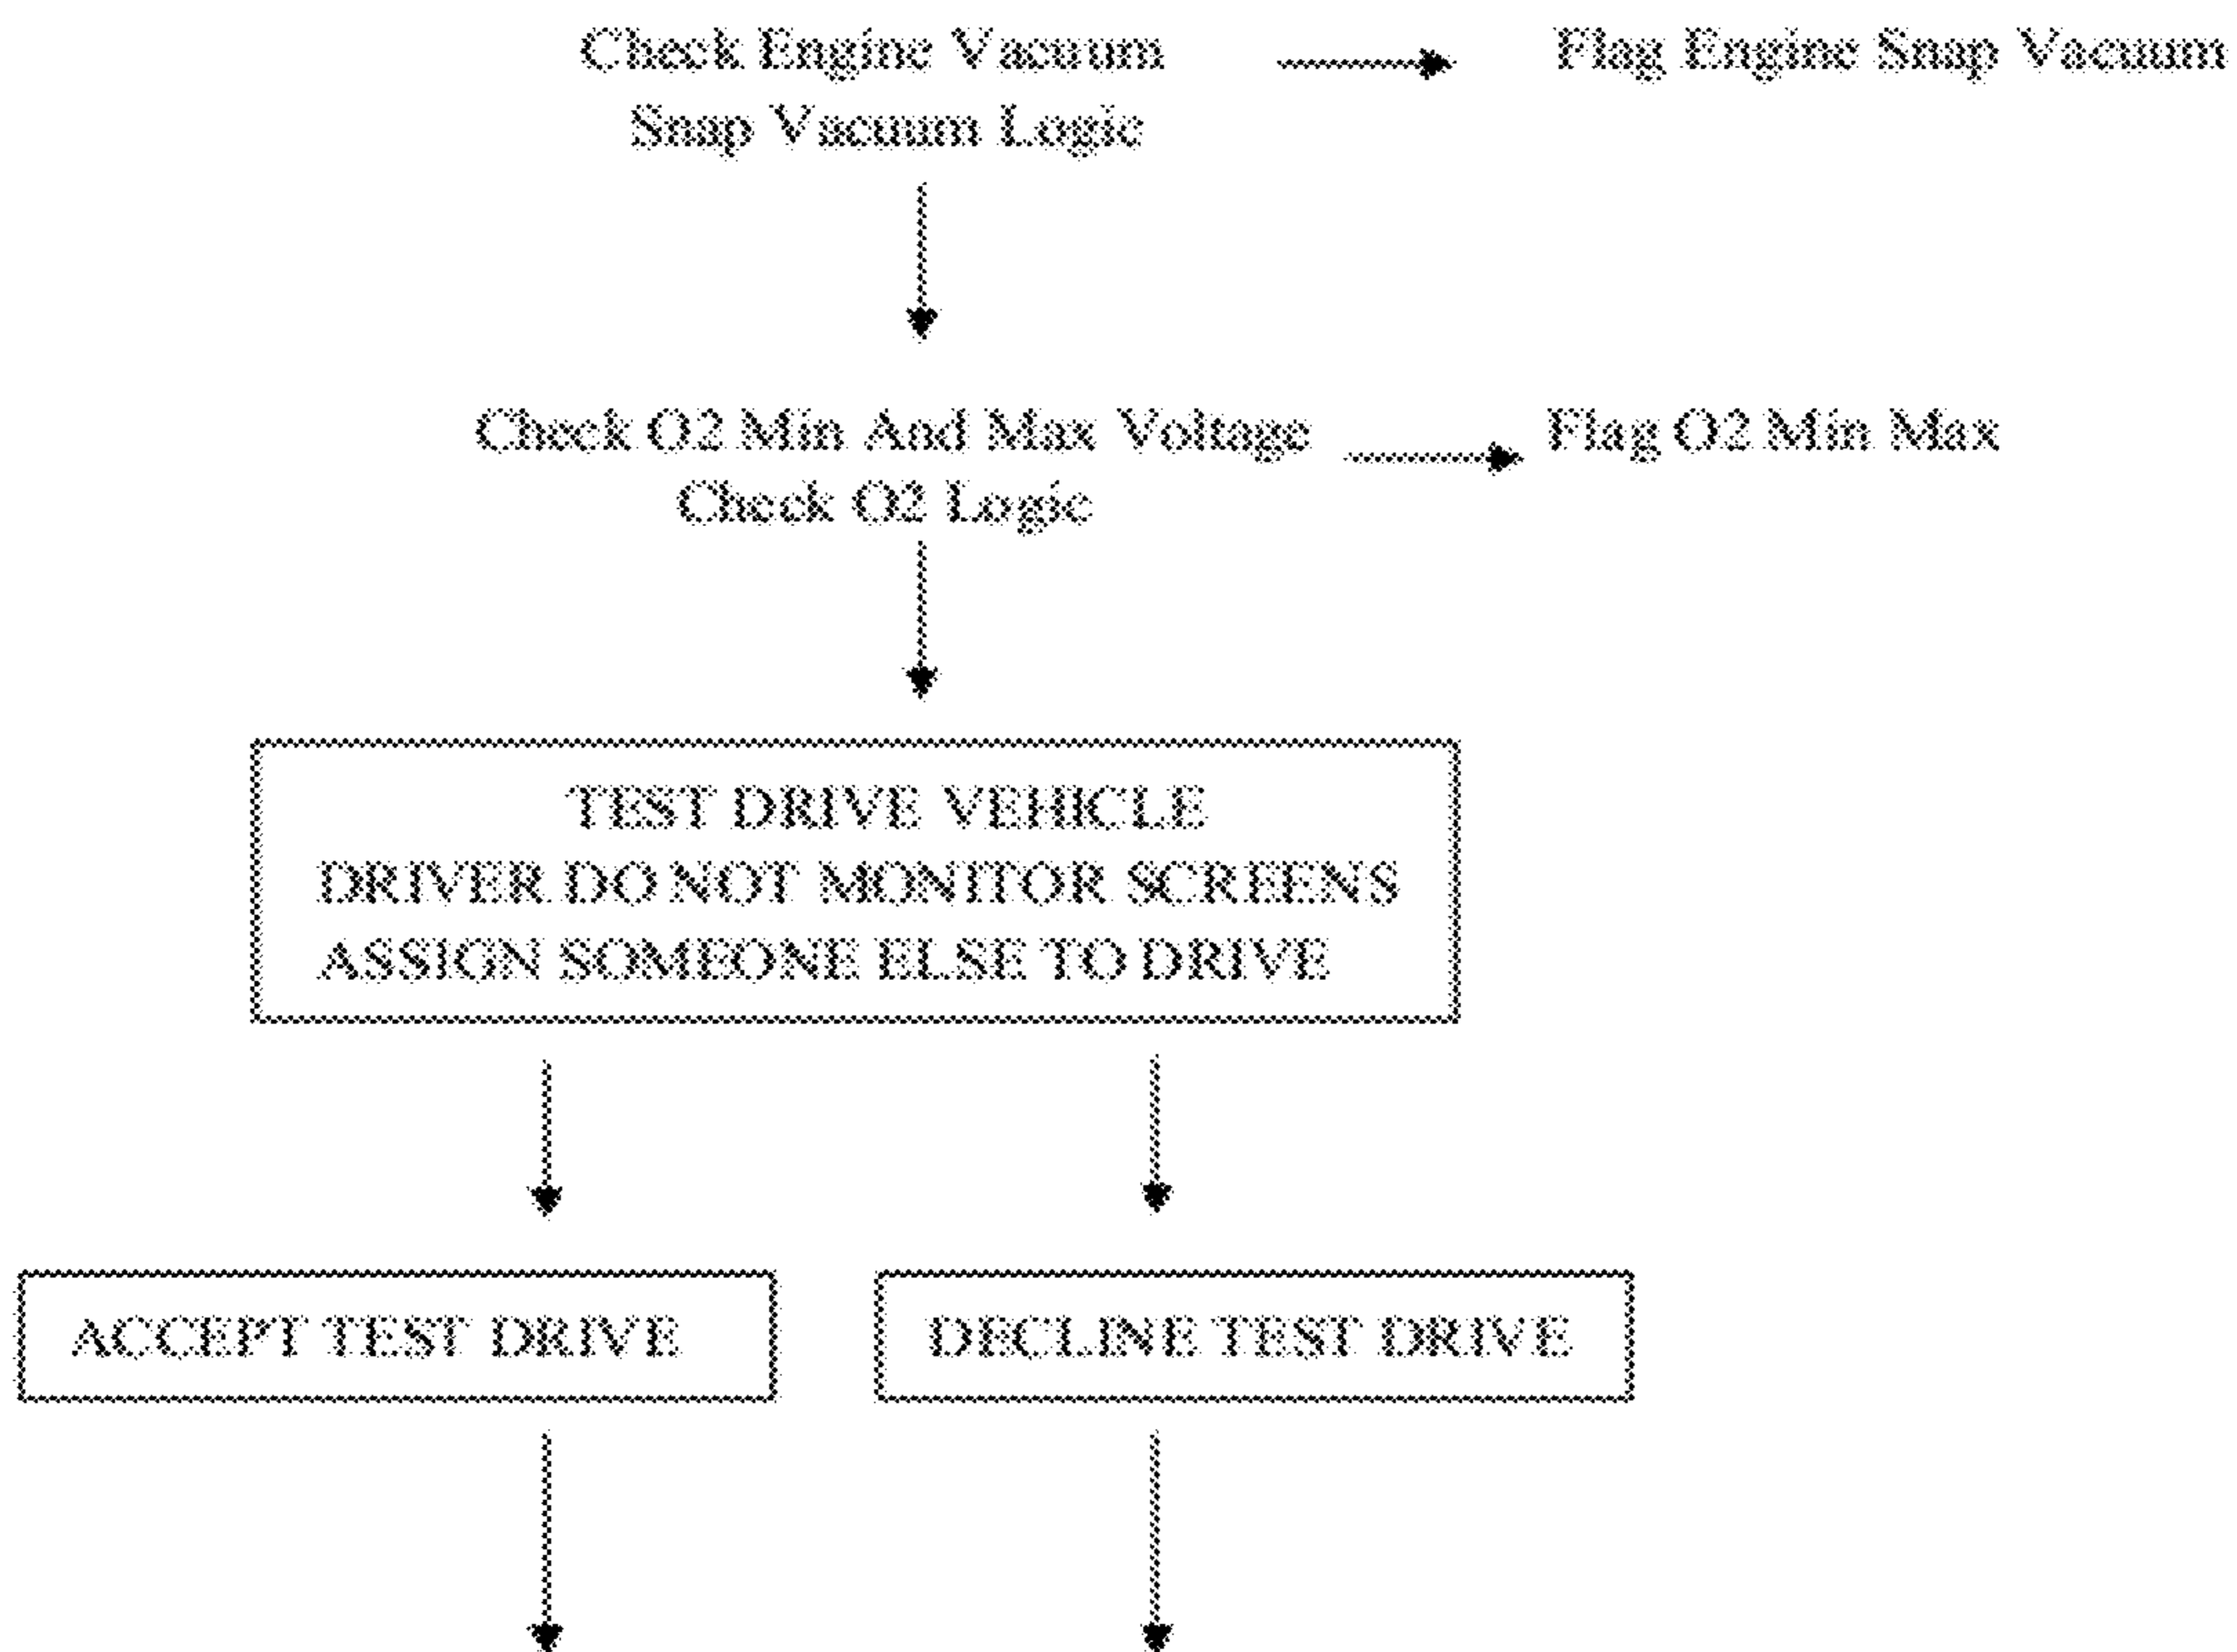 Check Engine Vacuum
Flag Engine Snap Vacuum
Snap Vacuum Logic
Check O2 Min And Max Voltage
Flag O2 Min Max
Check O2 Logic
TEST DRIVE VEHICLE
DRIVER DO NOT MONITOR SCREENS
ASSIGN SOMEONE ELSE TO DRIVE
ACCEPT TEST DRIVE
DECLINE TEST DRIVE